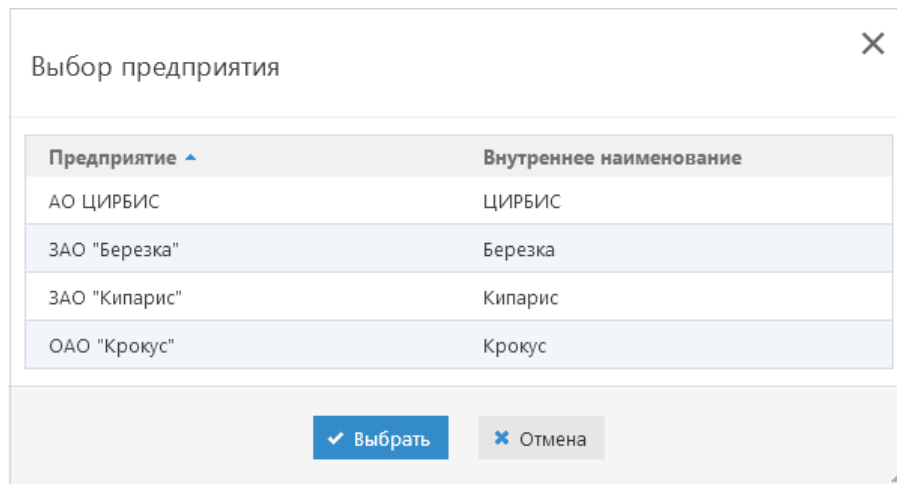 Выбор предприятия
Предприятие Внутреннее наименование
АО ЦИРБИС ЦИРБИС
ЗАО "Березка" Березка
ЗАО "Кипарис" Кипарис
ОАО "Крокус" Крокус
Выбрать Отмена